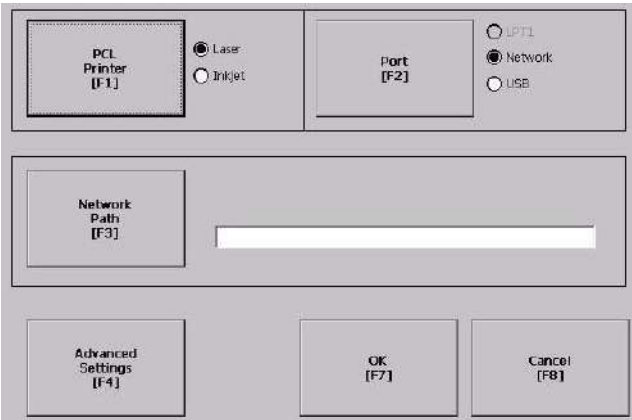 PCL
Printer
[F1]
Laser
Inkjet
Port
[F2]
LPT1
Network
USB
Network
Path
[F3]
Advanced
Settings
[F4]
OK
[F7]
Cancel
[F8]